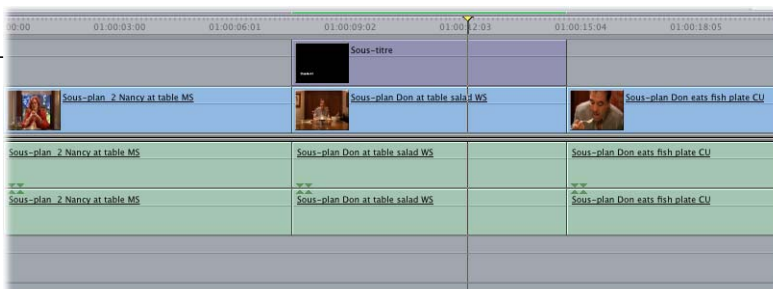 00:00 01:00:03:00 01:00:06:01 01:00:09:02 01:00:12:03 01:00:15:04 01:00:18:05
Sous-titre
Sous-plan 2 Nancy at table MS Sous-plan Don at table salad WS Sous-plan Don eats fish plate CU
Sous-plan 2 Nancy at table MS Sous-plan Don at table salad WS Sous-plan Don eats fish plate CU
Sous-plan 2 Nancy at table MS Sous-plan Don at table salad WS Sous-plan Don eats fish plate CU